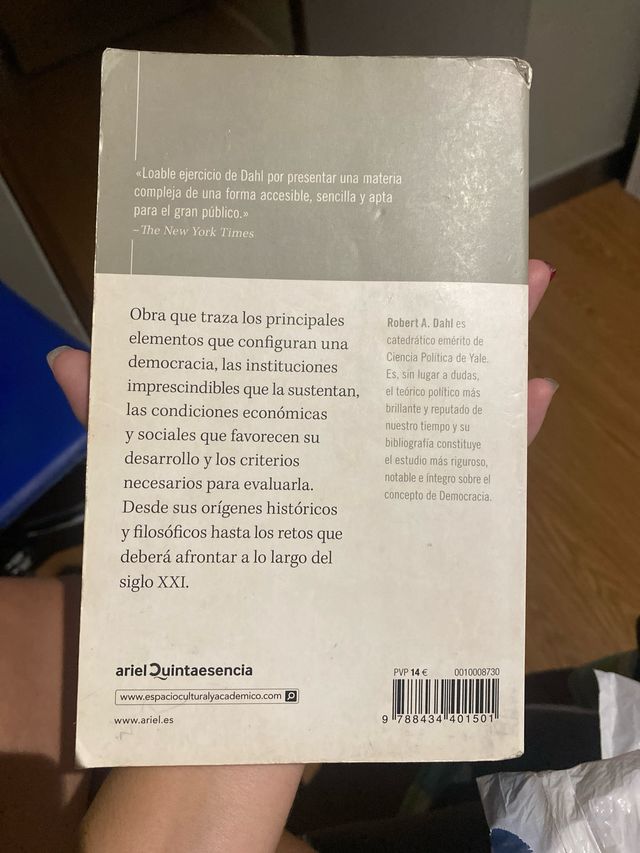 «Loable ejercicio de Dahl por presentar una materia
compleja de una forma accesible, sencilla y apta
para el gran público.»
–The New York Times
Obra que traza los principales
elementos que configuran una
democracia, las instituciones
imprescindibles que la sustentan,
las condiciones económicas
y sociales que favorecen su
desarrollo y los criterios
necesarios para evaluarla.
Desde sus orígenes históricos
y filosóficos hasta los retos que
deberá afrontar a lo largo del
siglo XXI.
Robert A. Dahl es
catedrático emérito de
Ciencia Política de Yale.
Es, sin lugar a dudas,
el teórico político más
brillante y reputado de
nuestro tiempo y su
bibliografía constituye
el estudio más riguroso,
notable e íntegro sobre el
concepto de Democracia.
ariel Quintaesencia
www.espacioculturalyacademico.com
www.ariel.es
PVP 14 € 0010008730
9 788434 401501